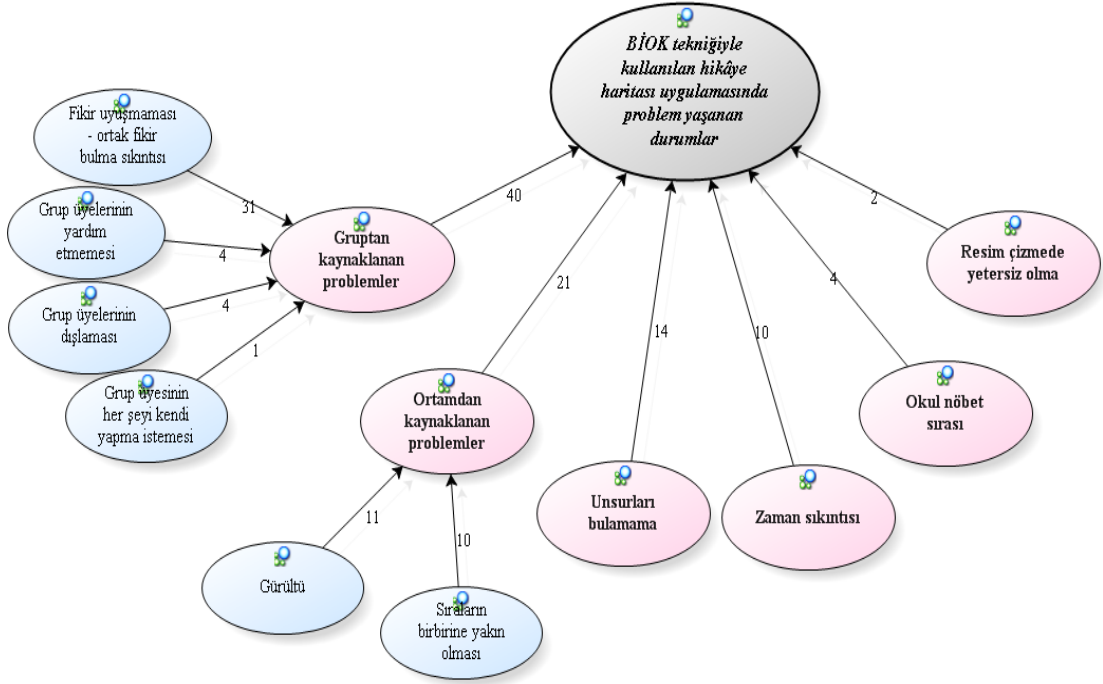 BİOK tekniğiyle
kullanılan hikâye
haritası uygulamasında
problem yaşanan
durumlar
Fikir uyuşmaması
- ortak fikir
bulma sıkıntısı
31
Grup üyelerinin
yardım
etmemesi
4
Grup üyelerinin
dışlaması
4
Grup üyesinin
her şeyi kendi
yapma istemesi
1
Gruptan
kaynaklanan
problemler
40
Ortamdan
kaynaklanan
problemler
21
Gürültü
11
Sıraların
birbirine yakın
olması
10
Unsurları
bulamama
14
Zaman sıkıntısı
10
Okul nöbet
sırası
4
Resim çizmede
yetersiz olma
2